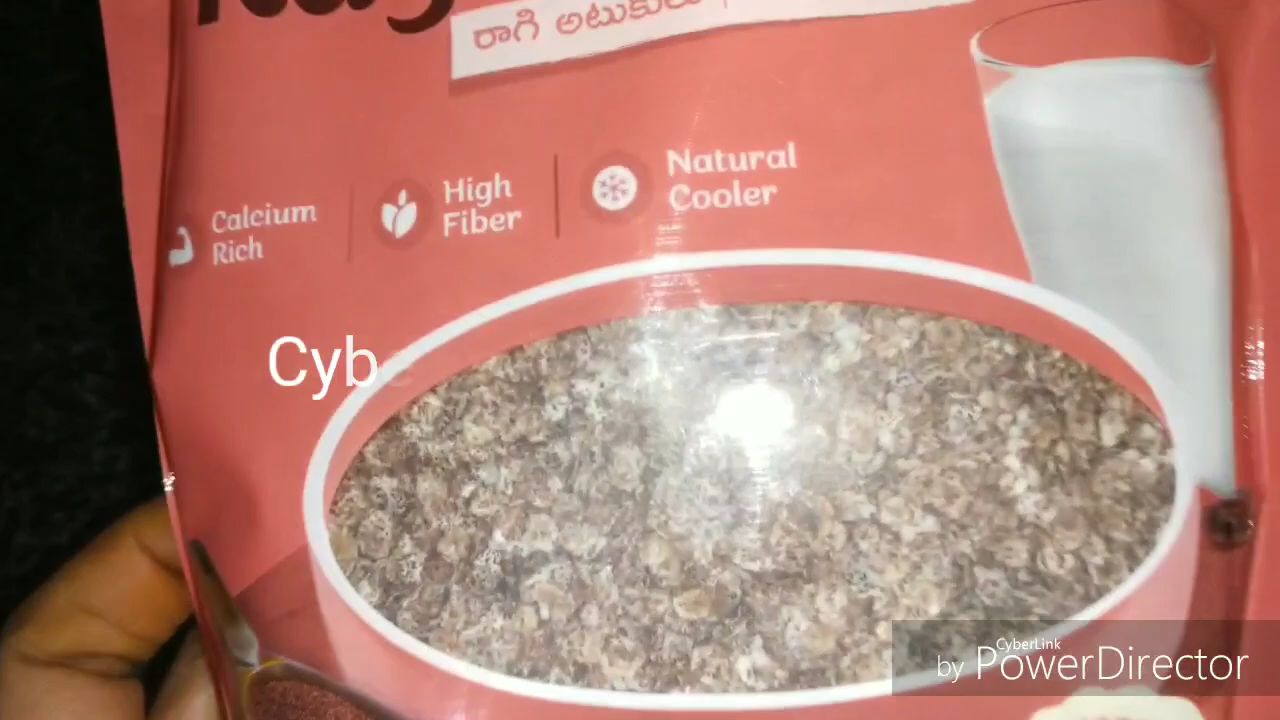 రాగి అటుకులు
Calcium
Rich
High
Fiber
Natural
Cooler
Cyb
CyberLink
by PowerDirector